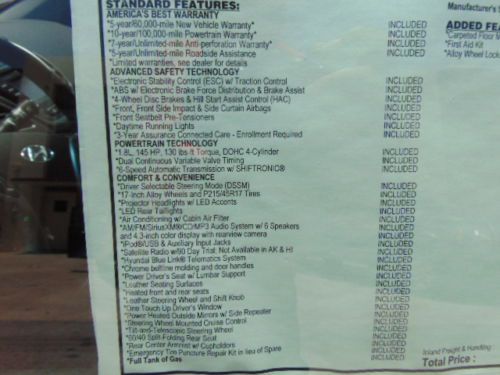 STANDARD FEATURES:
Manufacturer's
AMERICA'S BEST WARRANTY
*5-year/60,000-mile New Vehicle Warranty* INCLUDED
ADDED FEA
*10-year/100,000-mile Powertrain Warranty* INCLUDED
*Carpeted Floor M
*7-year/Unlimited-mile Anti-perforation Warranty* INCLUDED
*First Aid Kit
*5-year/Unlimited-mile Roadside Assistance INCLUDED
*Alloy Wheel Lock
*Limited warranties, see dealer for details
ADVANCED SAFETY TECHNOLOGY
*Electronic Stability Control (ESC) w/ Traction Control INCLUDED
*ABS w/ Electronic Brake Force Distribution & Brake Assist INCLUDED
*4-Wheel Disc Brakes & Hill Start Assist Control (HAC) INCLUDED
*Front, Front Side Impact & Side Curtain Airbags INCLUDED
*Front Seatbelt Pre-Tensioners INCLUDED
*Daytime Running Lights INCLUDED
*3-Year Assurance Connected Care - Enrollment Required INCLUDED
POWERTRAIN TECHNOLOGY
*1.8L, 145 HP, 130 lbs-ft Torque, DOHC 4-Cylinder INCLUDED
*Dual Continuous Variable Valve Timing INCLUDED
*6-Speed Automatic Transmission w/ SHIFTRONIC® INCLUDED
COMFORT & CONVENIENCE
*Driver Selectable Steering Mode (DSSM) INCLUDED
*17-Inch Alloy Wheels and P215/45R17 Tires INCLUDED
*Projector Headlights w/ LED Accents INCLUDED
*LED Rear Taillights INCLUDED
*Air Conditioning w/ Cabin Air Filter INCLUDED
*AM/FM/SiriusXM®/CD/MP3 Audio System w/ 6 Speakers INCLUDED
and 4.3-inch color display with rearview camera INCLUDED
*iPod®/USB & Auxiliary Input Jacks INCLUDED
*Satellite Radio w/90 Day Trial, Not Available in AK & HI INCLUDED
*Hyundai Blue Link® Telematics System INCLUDED
*Chrome beltline molding and door handles INCLUDED
*Power Driver's Seat w/ Lumbar Support INCLUDED
*Leather Seating Surfaces INCLUDED
*Heated front and rear seats INCLUDED
*Leather Steering Wheel and Shift Knob INCLUDED
*One Touch Up Driver's Window INCLUDED
*Power Heated Outside Mirrors w/ Side Repeater INCLUDED
*Steering Wheel Mounted Cruise Control INCLUDED
*Tilt-and-Telescopic Steering Wheel INCLUDED
*60/40 Split Folding Rear Seat INCLUDED
*Rear Center Armrest w/ Cupholders INCLUDED
*Emergency Tire Puncture Repair Kit in lieu of Spare INCLUDED
*Full Tank of Gas INCLUDED
Inland Freight & Handling
Total Price :